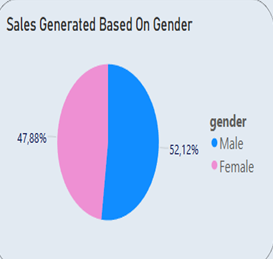 Sales Generated Based On Gender
gender
Male
Female
47,88%
52,12%